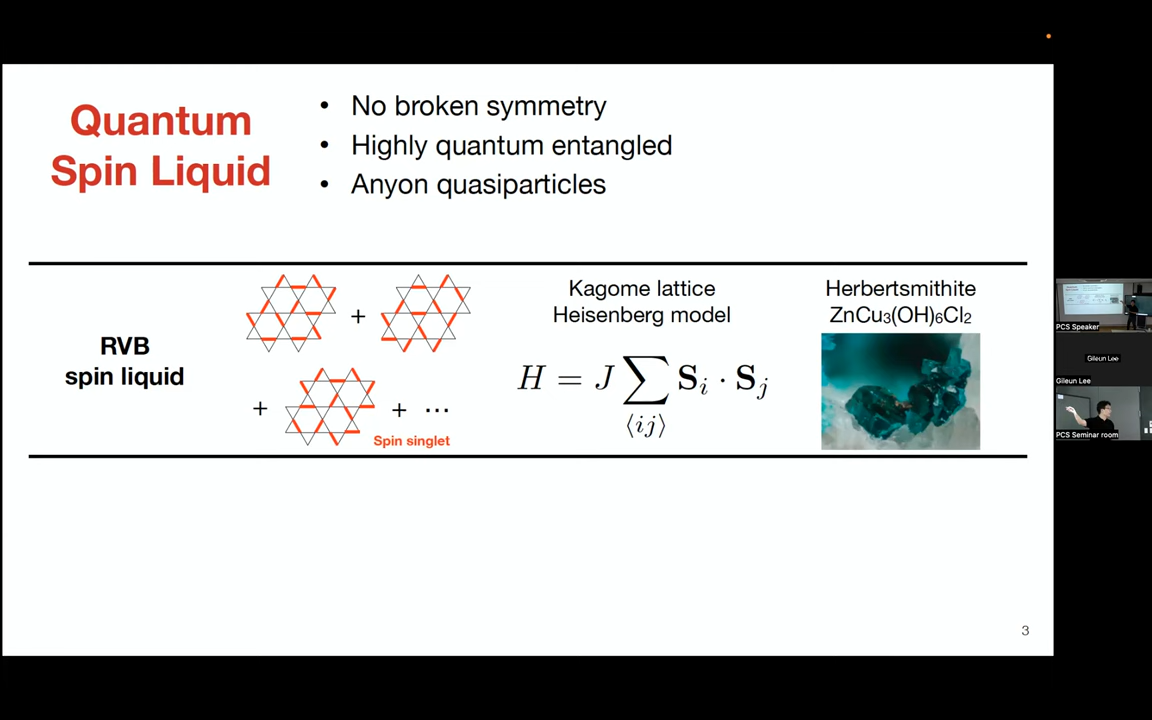 Quantum
Spin Liquid
• No broken symmetry
• Highly quantum entangled
• Anyon quasiparticles
RVB
spin liquid
+
+
+ ⋯
Spin singlet
Kagome lattice
Heisenberg model
H = J ∑ S_i · S_j
⟨ij⟩
Herbertsmithite
ZnCu₃(OH)₆Cl₂
3
PCS Speaker
Gileun Lee
Gileun Lee
PCS Seminar room